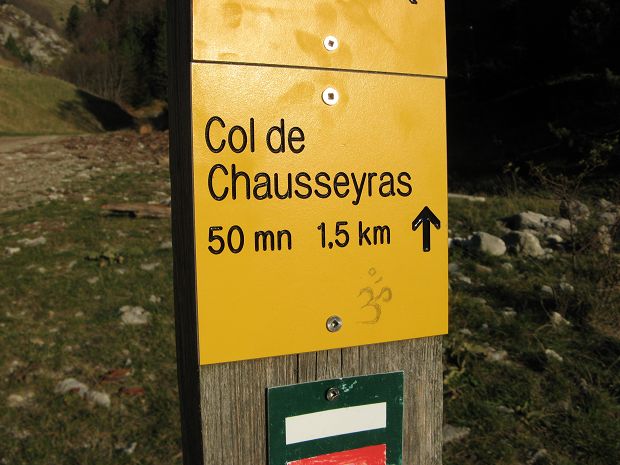 Col de
Chausseyras
50 mn 1,5 km ↑
ॐ